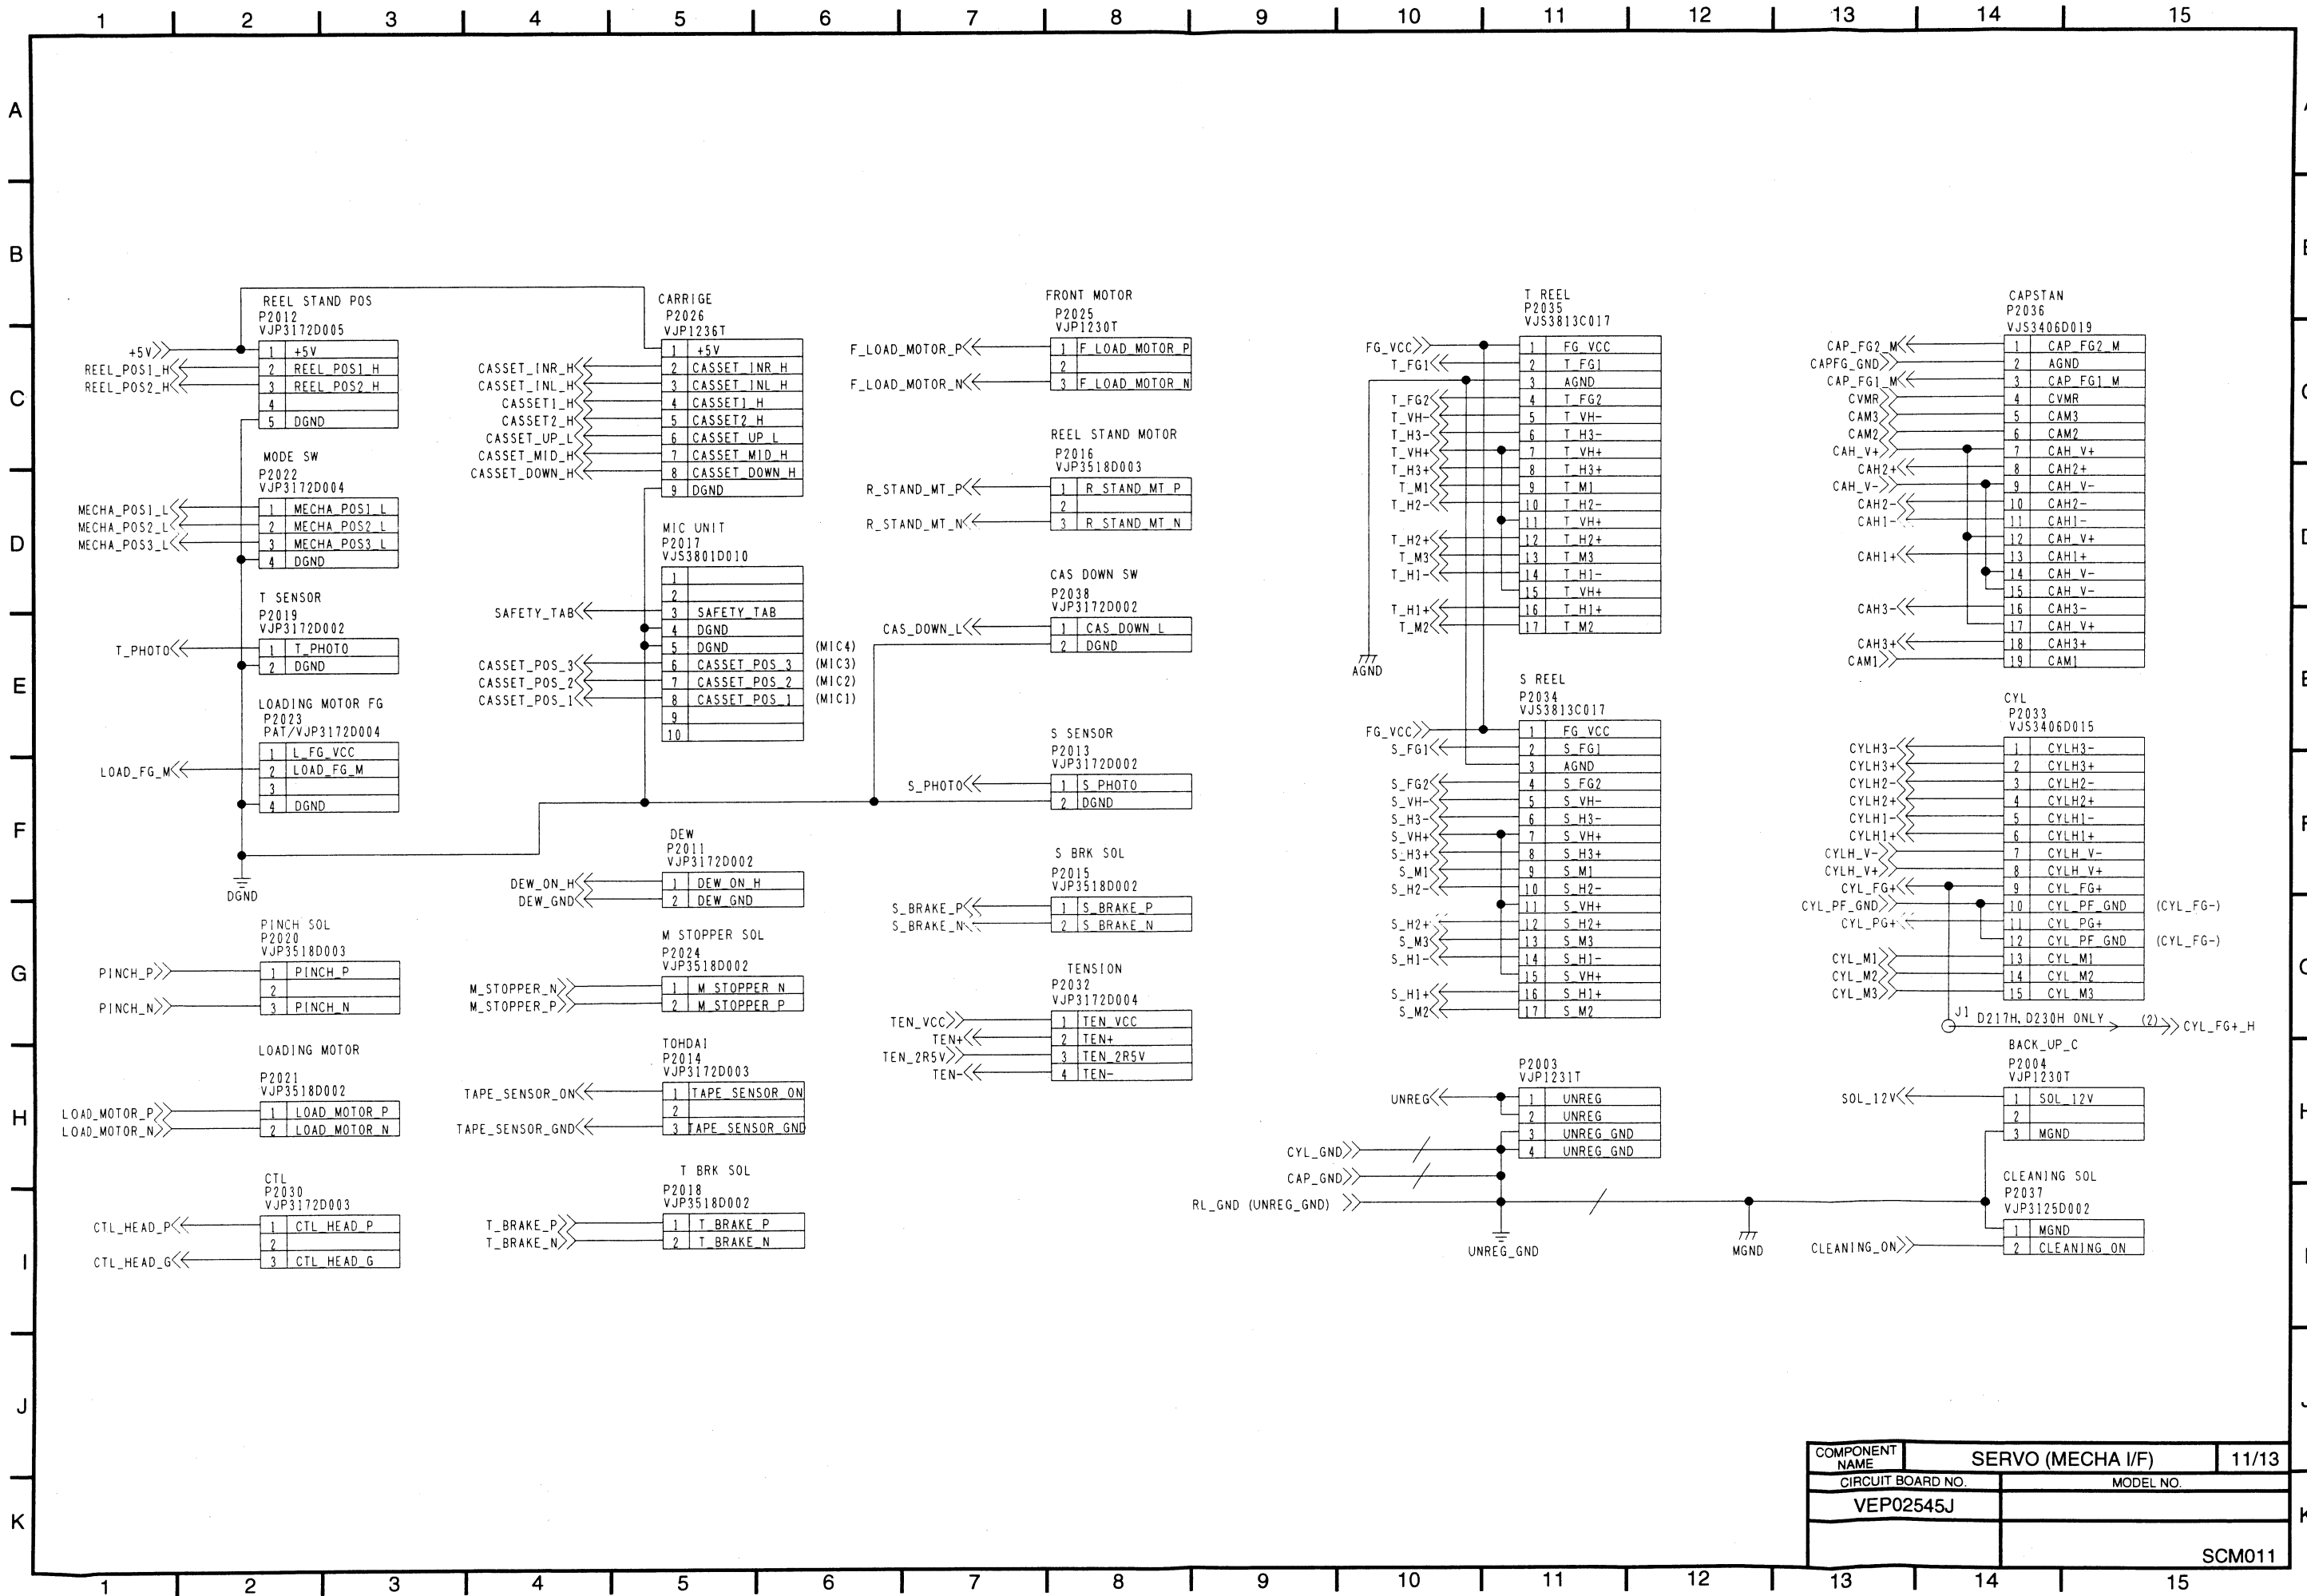 1 2 3 4 5 6 7 8 9 10 11 12 13 14 15
A
B
C
D
E
F
G
H
I
J
K
REEL STAND POS
P2012
VJP3172D005
+5V 1 +5V
REEL_POS1_H 2 REEL_POS1_H
REEL_POS2_H 3 REEL_POS2_H
4
5 DGND
MODE SW
P2022
VJP3172D004
MECHA_POS1_L 1 MECHA_POS1_L
MECHA_POS2_L 2 MECHA_POS2_L
MECHA_POS3_L 3 MECHA_POS3_L
4 DGND
T SENSOR
P2019
VJP3172D002
T_PHOTO 1 T_PHOTO
2 DGND
LOADING MOTOR FG
P2023
PAT/VJP3172D004
1 L_FG_VCC
LOAD_FG_M 2 LOAD_FG_M
3
4 DGND
DGND
PINCH SOL
P2020
VJP3518D003
PINCH_P 1 PINCH_P
2
PINCH_N 3 PINCH_N
LOADING MOTOR
P2021
VJP3518D002
LOAD_MOTOR_P 1 LOAD_MOTOR_P
LOAD_MOTOR_N 2 LOAD_MOTOR_N
CTL
P2030
VJP3172D003
CTL_HEAD_P 1 CTL_HEAD_P
2
CTL_HEAD_G 3 CTL_HEAD_G
CARRIGE
P2026
VJP1236T
1 +5V
CASSET_INR_H 2 CASSET_INR_H
CASSET_INL_H 3 CASSET_INL_H
CASSET1_H 4 CASSET1_H
CASSET2_H 5 CASSET2_H
CASSET_UP_L 6 CASSET_UP_L
CASSET_MID_H 7 CASSET_MID_H
CASSET_DOWN_H 8 CASSET_DOWN_H
9 DGND
MIC UNIT
P2017
VJS3801D010
1
2
SAFETY_TAB 3 SAFETY_TAB
4 DGND
5 DGND (MIC4)
CASSET_POS_3 6 CASSET_POS_3 (MIC3)
CASSET_POS_2 7 CASSET_POS_2 (MIC2)
CASSET_POS_1 8 CASSET_POS_1 (MIC1)
9
10
DEW
P2011
VJP3172D002
DEW_ON_H 1 DEW_ON_H
DEW_GND 2 DEW_GND
M STOPPER SOL
P2024
VJP3518D002
M_STOPPER_N 1 M_STOPPER_N
M_STOPPER_P 2 M_STOPPER_P
TOHDAI
P2014
VJP3172D003
TAPE_SENSOR_ON 1 TAPE_SENSOR_ON
2
TAPE_SENSOR_GND 3 TAPE_SENSOR_GND
T BRK SOL
P2018
VJP3518D002
T_BRAKE_P 1 T_BRAKE_P
T_BRAKE_N 2 T_BRAKE_N
FRONT MOTOR
P2025
VJP1230T
F_LOAD_MOTOR_P 1 F_LOAD_MOTOR_P
2
F_LOAD_MOTOR_N 3 F_LOAD_MOTOR_N
REEL STAND MOTOR
P2016
VJP3518D003
R_STAND_MT_P 1 R_STAND_MT_P
2
R_STAND_MT_N 3 R_STAND_MT_N
CAS DOWN SW
P2038
VJP3172D002
CAS_DOWN_L 1 CAS_DOWN_L
2 DGND
S SENSOR
P2013
VJP3172D002
S_PHOTO 1 S_PHOTO
2 DGND
S BRK SOL
P2015
VJP3518D002
S_BRAKE_P 1 S_BRAKE_P
S_BRAKE_N 2 S_BRAKE_N
TENSION
P2032
VJP3172D004
TEN_VCC 1 TEN_VCC
TEN+ 2 TEN+
TEN_2R5V 3 TEN_2R5V
TEN- 4 TEN-
T REEL
P2035
VJS3813C017
FG_VCC 1 FG_VCC
T_FG1 2 T_FG1
3 AGND
T_FG2 4 T_FG2
T_VH- 5 T_VH-
T_H3- 6 T_H3-
T_VH+ 7 T_VH+
T_H3+ 8 T_H3+
T_M1 9 T_M1
T_H2- 10 T_H2-
11 T_VH+
T_H2+ 12 T_H2+
T_M3 13 T_M3
T_H1- 14 T_H1-
15 T_VH+
T_H1+ 16 T_H1+
T_M2 17 T_M2
AGND
S REEL
P2034
VJS3813C017
FG_VCC 1 FG_VCC
S_FG1 2 S_FG1
3 AGND
S_FG2 4 S_FG2
S_VH- 5 S_VH-
S_H3- 6 S_H3-
S_VH+ 7 S_VH+
S_H3+ 8 S_H3+
S_M1 9 S_M1
S_H2- 10 S_H2-
11 S_VH+
S_H2+ 12 S_H2+
S_M3 13 S_M3
S_H1- 14 S_H1-
15 S_VH+
S_H1+ 16 S_H1+
S_M2 17 S_M2
P2003
VJP1231T
UNREG 1 UNREG
2 UNREG
3 UNREG_GND
CYL_GND 4 UNREG_GND
CAP_GND
RL_GND (UNREG_GND)
UNREG_GND
MGND
CAPSTAN
P2036
VJS3406D019
CAP_FG2_M 1 CAP_FG2_M
CAPFG_GND 2 AGND
CAP_FG1_M 3 CAP_FG1_M
CVMR 4 CVMR
CAM3 5 CAM3
CAM2 6 CAM2
CAH_V+ 7 CAH_V+
CAH2+ 8 CAH2+
CAH_V- 9 CAH_V-
CAH2- 10 CAH2-
CAH1- 11 CAH1-
12 CAH_V+
CAH1+ 13 CAH1+
14 CAH_V-
15 CAH_V-
CAH3- 16 CAH3-
17 CAH_V+
CAH3+ 18 CAH3+
CAM1 19 CAM1
CYL
P2033
VJS3406D015
CYLH3- 1 CYLH3-
CYLH3+ 2 CYLH3+
CYLH2- 3 CYLH2-
CYLH2+ 4 CYLH2+
CYLH1- 5 CYLH1-
CYLH1+ 6 CYLH1+
CYLH_V- 7 CYLH_V-
CYLH_V+ 8 CYLH_V+
CYL_FG+ 9 CYL_FG+
CYL_PF_GND 10 CYL_PF_GND (CYL_FG-)
CYL_PG+ 11 CYL_PG+
12 CYL_PF_GND (CYL_FG-)
CYL_M1 13 CYL_M1
CYL_M2 14 CYL_M2
CYL_M3 15 CYL_M3
J1 D217H, D230H ONLY (2) CYL_FG+_H
BACK_UP_C
P2004
VJP1230T
SOL_12V 1 SOL_12V
2
3 MGND
CLEANING SOL
P2037
VJP3125D002
1 MGND
CLEANING_ON 2 CLEANING_ON
COMPONENT NAME SERVO (MECHA I/F) 11/13
CIRCUIT BOARD NO. MODEL NO.
VEP02545J
SCM011
1 2 3 4 5 6 7 8 9 10 11 12 13 14 15